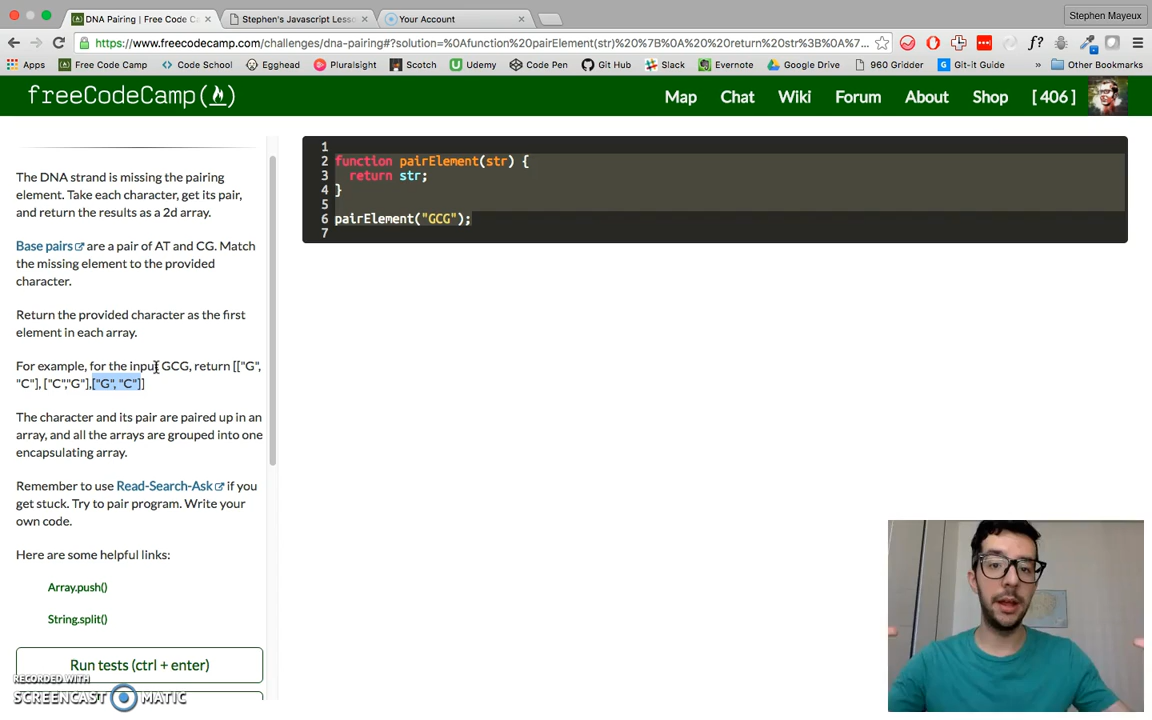 DNA Pairing | Free Code Ca
Stephen's Javascript Lesso
Your Account
Stephen Mayeux
https://www.freecodecamp.com/challenges/dna-pairing#?solution=%0Afunction%20pairElement(str)%20%7B%0A%20%20return%20str%3B%0A%7...
f?
Apps
Free Code Camp
Code School
Egghead
Pluralsight
Scotch
Udemy
Code Pen
Git Hub
Slack
Evernote
Google Drive
960 Gridder
Git-it Guide
»
Other Bookmarks
freeCodeCamp
Map
Chat
Wiki
Forum
About
Shop
[ 406 ]
The DNA strand is missing the pairing
element. Take each character, get its pair,
and return the results as a 2d array.
Base pairs are a pair of AT and CG. Match
the missing element to the provided
character.
Return the provided character as the first
element in each array.
For example, for the input GCG, return [["G",
"C"], ["C","G"],["G", "C"]]
The character and its pair are paired up in an
array, and all the arrays are grouped into one
encapsulating array.
Remember to use Read-Search-Ask if you
get stuck. Try to pair program. Write your
own code.
Here are some helpful links:
Array.push()
String.split()
Run tests (ctrl + enter)
1
2 function pairElement(str) {
3 return str;
4 }
5
6 pairElement("GCG");
7
RECORDED WITH
SCREENCAST MATIC